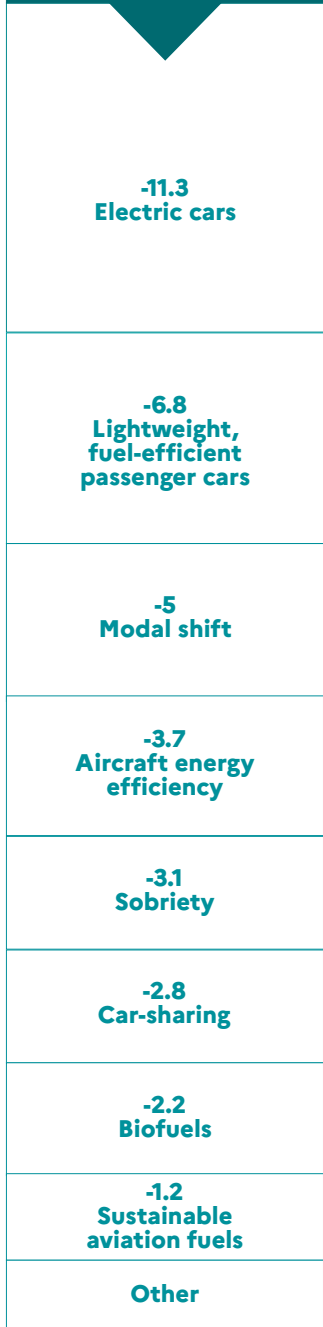 -11.3
Electric cars
-6.8
Lightweight,
fuel-efficient
passenger cars
-5
Modal shift
-3.7
Aircraft energy
efficiency
-3.1
Sobriety
-2.8
Car-sharing
-2.2
Biofuels
-1.2
Sustainable
aviation fuels
Other